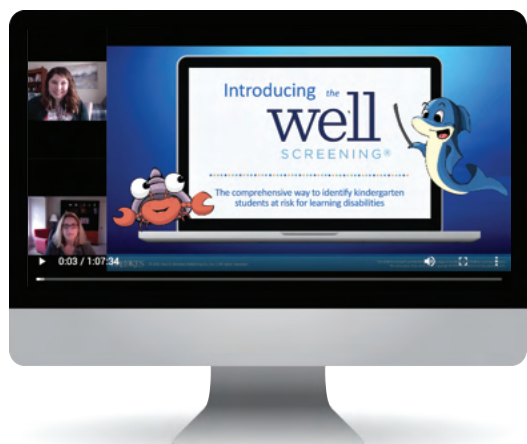 Introducing the
well
SCREENING®
The comprehensive way to identify kindergarten
students at risk for learning disabilities
0:03 / 1:07:34